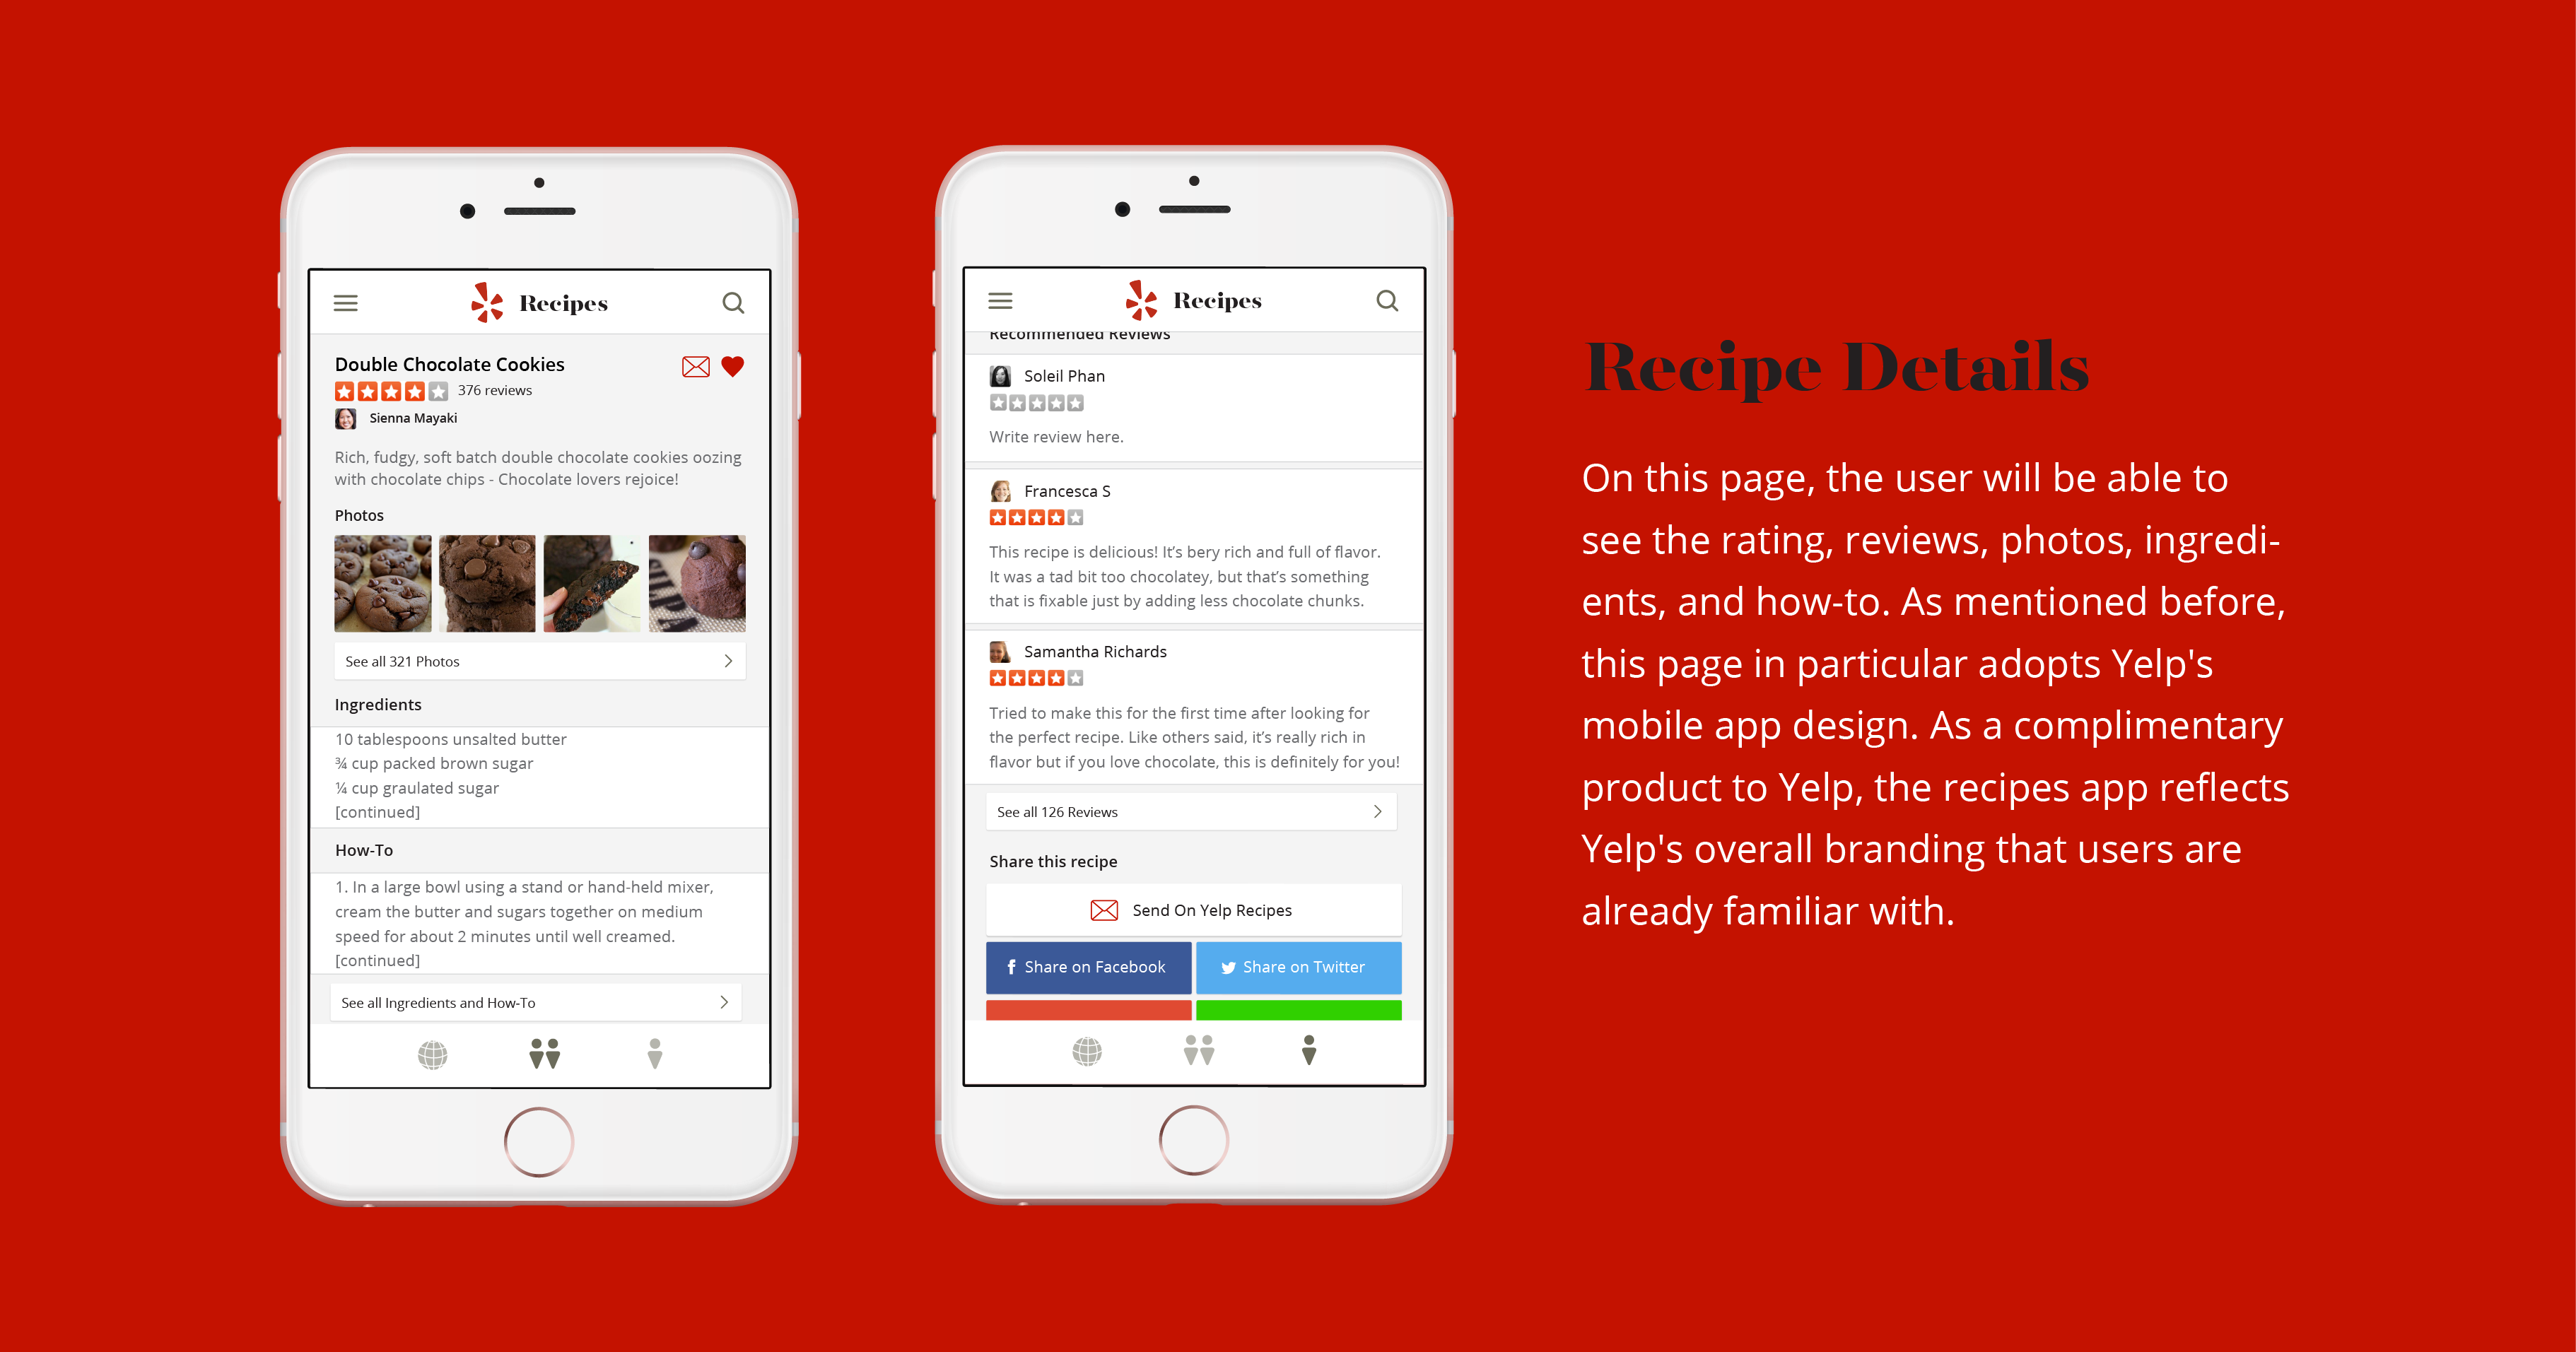 Recipes
Double Chocolate Cookies
376 reviews
Sienna Mayaki
Rich, fudgy, soft batch double chocolate cookies oozing
with chocolate chips - Chocolate lovers rejoice!
Photos
See all 321 Photos
Ingredients
10 tablespoons unsalted butter
¾ cup packed brown sugar
¼ cup graulated sugar
[continued]
How-To
1. In a large bowl using a stand or hand-held mixer,
cream the butter and sugars together on medium
speed for about 2 minutes until well creamed.
[continued]
See all Ingredients and How-To
Recipes
Recommended Reviews
Soleil Phan
Write review here.
Francesca S
This recipe is delicious! It's bery rich and full of flavor.
It was a tad bit too chocolatey, but that's something
that is fixable just by adding less chocolate chunks.
Samantha Richards
Tried to make this for the first time after looking for
the perfect recipe. Like others said, it's really rich in
flavor but if you love chocolate, this is definitely for you!
See all 126 Reviews
Share this recipe
Send On Yelp Recipes
f Share on Facebook
Share on Twitter
Recipe Details
On this page, the user will be able to
see the rating, reviews, photos, ingredi-
ents, and how-to. As mentioned before,
this page in particular adopts Yelp's
mobile app design. As a complimentary
product to Yelp, the recipes app reflects
Yelp's overall branding that users are
already familiar with.